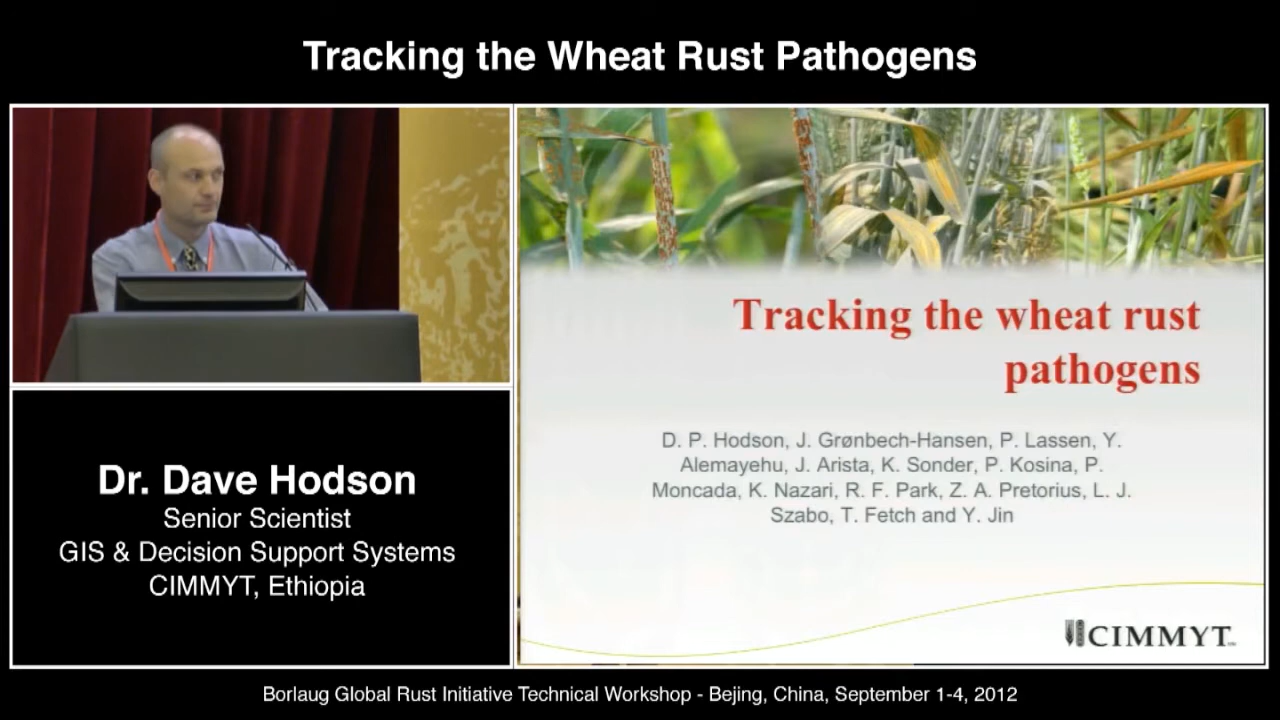 Tracking the Wheat Rust Pathogens
Tracking the wheat rust
pathogens
D. P. Hodson, J. Grønbech-Hansen, P. Lassen, Y.
Alemayehu, J. Arista, K. Sonder, P. Kosina, P.
Moncada, K. Nazari, R. F. Park, Z. A. Pretorius, L. J.
Szabo, T. Fetch and Y. Jin
CIMMYT
Dr. Dave Hodson
Senior Scientist
GIS & Decision Support Systems
CIMMYT, Ethiopia
Borlaug Global Rust Initiative Technical Workshop - Bejing, China, September 1-4, 2012